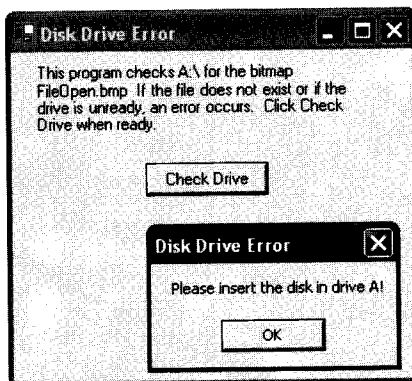 Disk Drive Error
This program checks A:\ for the bitmap
FileOpen.bmp If the file does not exist or if the
drive is unready, an error occurs. Click Check
Drive when ready.
Check Drive
Disk Drive Error
Please insert the disk in drive A!
OK